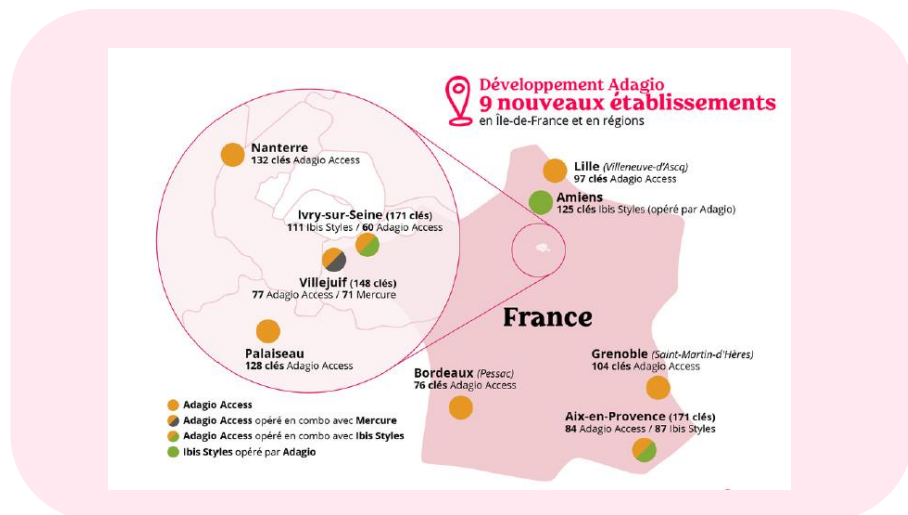 Développement Adagio
9 nouveaux établissements
en Île-de-France et en régions
Nanterre
132 clés Adagio Access
Ivry-sur-Seine (171 clés)
111 Ibis Styles / 60 Adagio Access
Villejuif (148 clés)
77 Adagio Access / 71 Mercure
Palaiseau
128 clés Adagio Access
Lille (Villeneuve-d'Ascq)
97 clés Adagio Access
Amiens
125 clés Ibis Styles (opéré par Adagio)
France
Grenoble (Saint-Martin-d'Hères)
104 clés Adagio Access
Bordeaux (Pessac)
76 clés Adagio Access
Aix-en-Provence (171 clés)
84 Adagio Access / 87 Ibis Styles
Adagio Access
Adagio Access opéré en combo avec Mercure
Adagio Access opéré en combo avec Ibis Styles
Ibis Styles opéré par Adagio